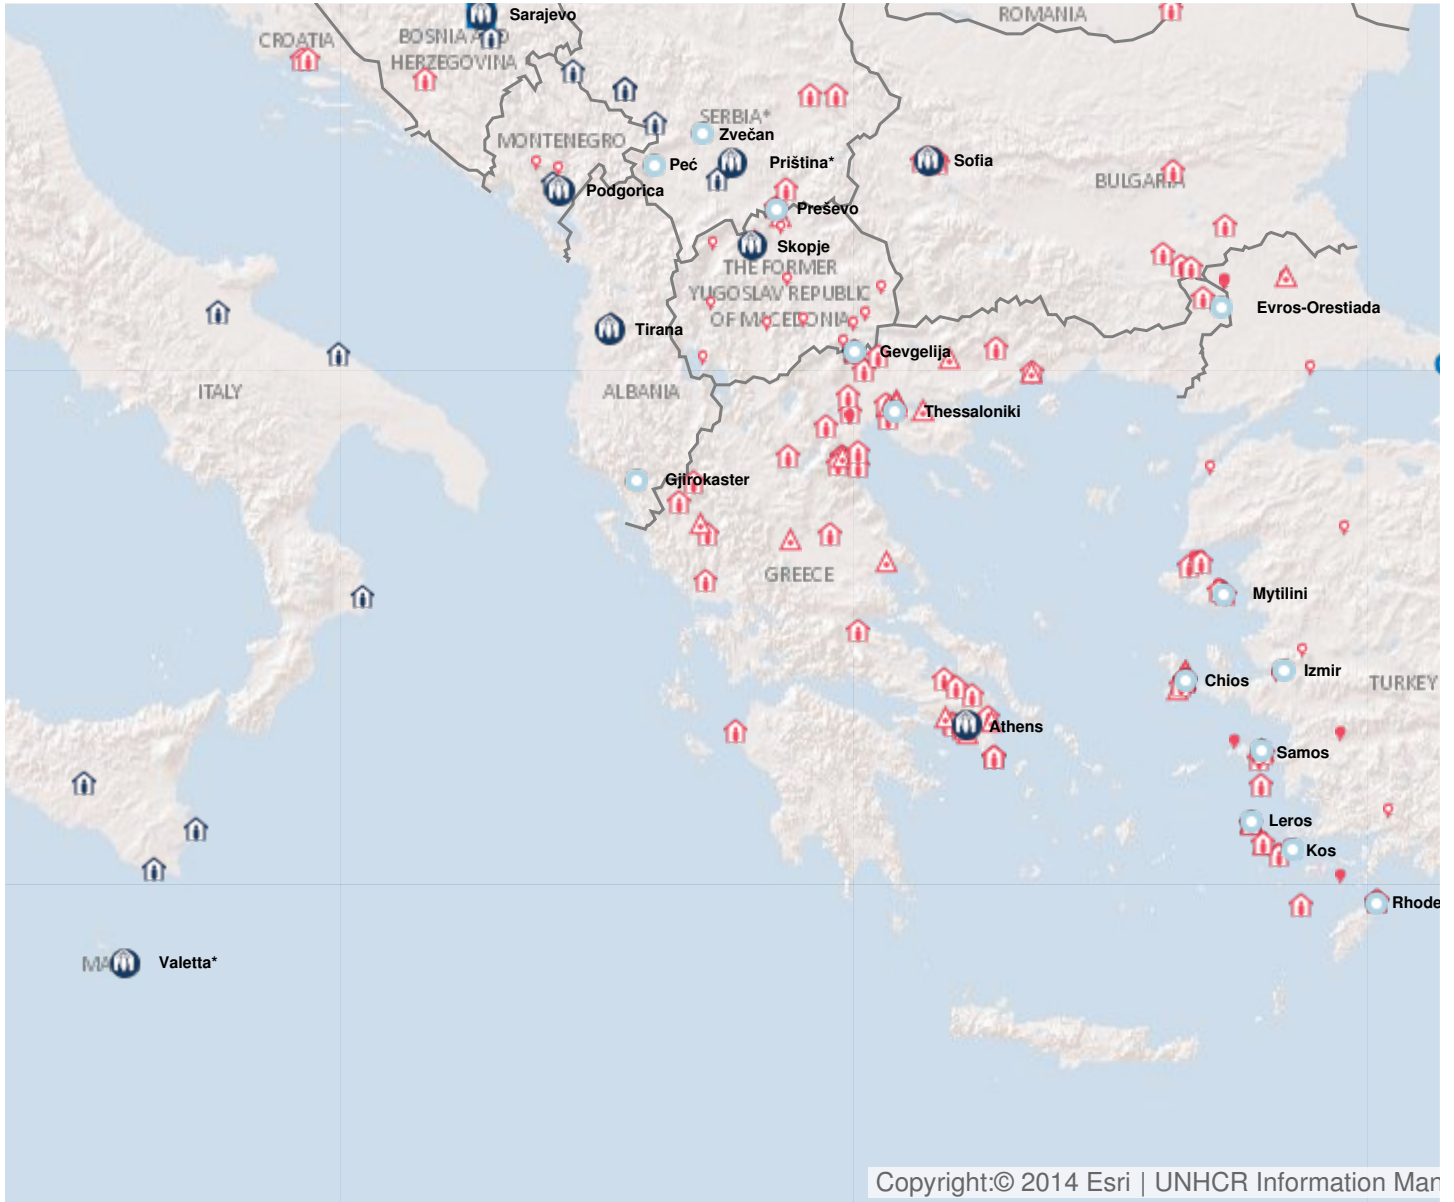 Sarajevo
ROMANIA
CROATIA
BOSNIA AND
HERZEGOVINA
SERBIA*
Zvečan
MONTENEGRO
Peć
Priština*
Sofia
BULGARIA
Podgorica
Preševo
Skopje
THE FORMER
YUGOSLAV REPUBLIC
OF MACEDONIA
Evros-Orestiada
Tirana
Gevgelija
ITALY
ALBANIA
Thessaloniki
Gjirokaster
GREECE
Mytilini
Chios
Izmir
TURKEY
Athens
Samos
Leros
Kos
Rhode
MA
Valetta*
Copyright:© 2014 Esri | UNHCR Information Man